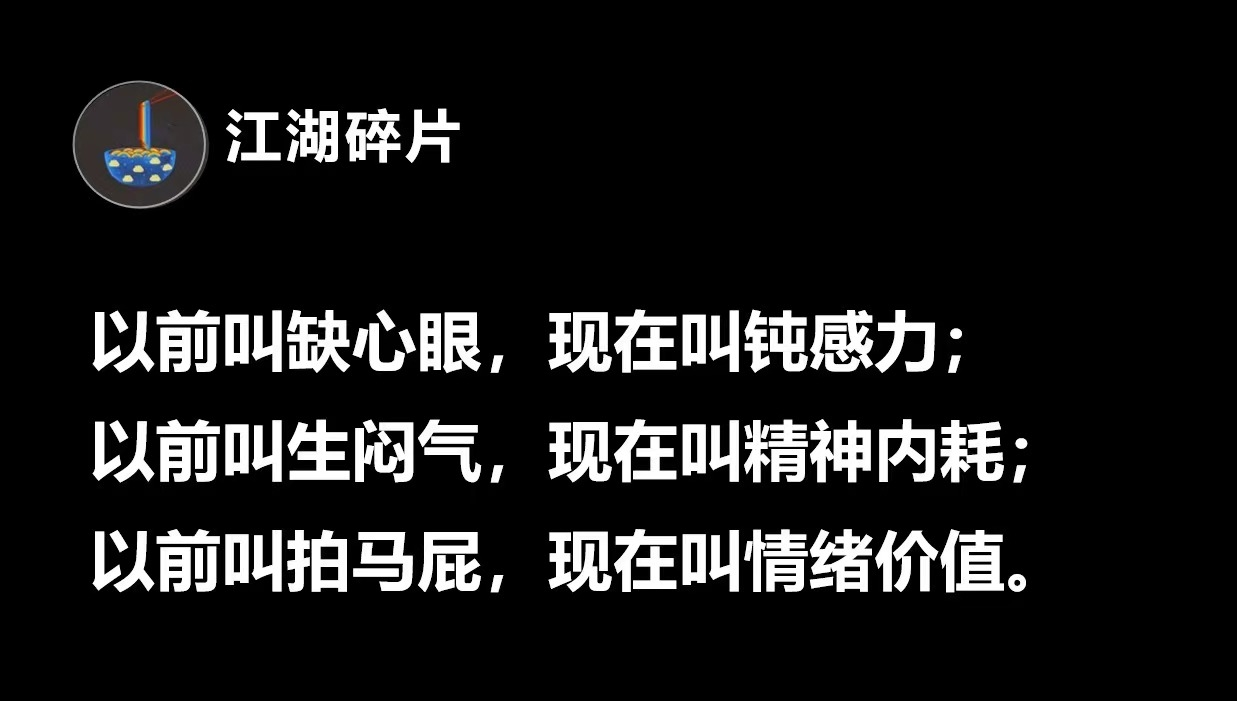 江湖碎片
以前叫缺心眼，现在叫钝感力；
以前叫生闷气，现在叫精神内耗；
以前叫拍马屁，现在叫情绪价值。